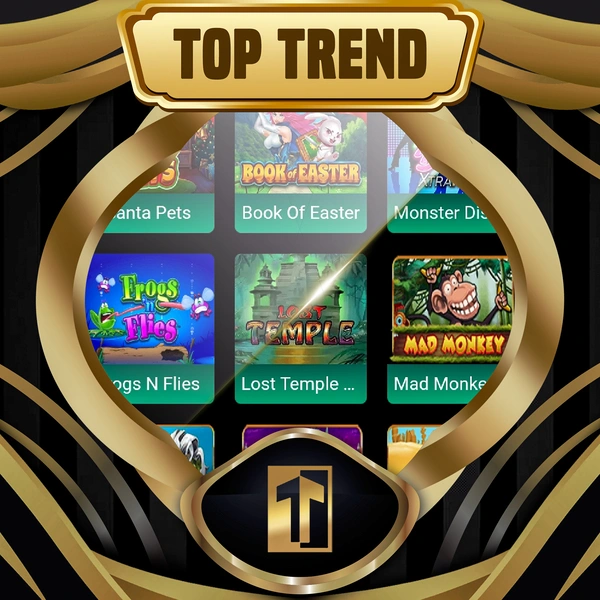 TOP TREND
BOOK of EASTER
anta Pets
Book Of Easter
Monster Dis
Frogs
n
Flies
LOST
TEMPLE
MAD MONKEY
ogs N Flies
Lost Temple ...
Mad Monke